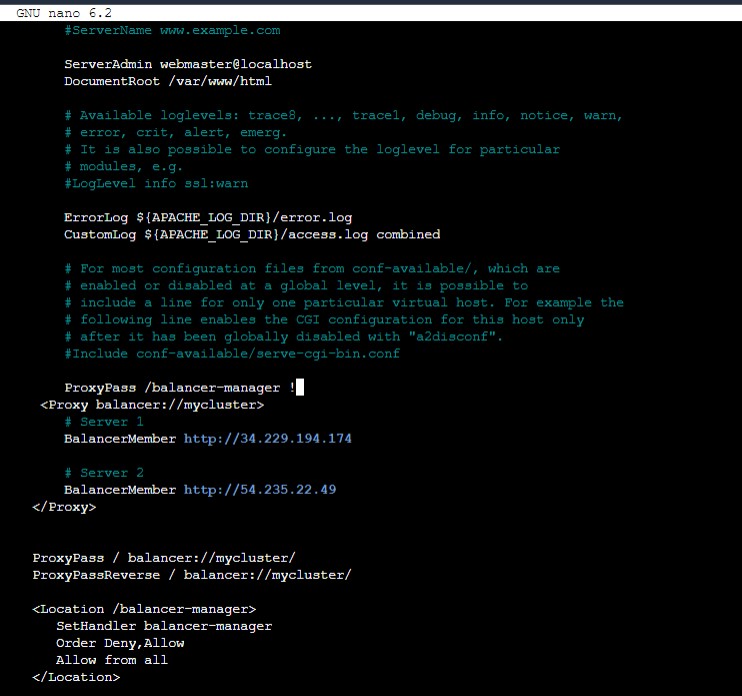 GNU nano 6.2
#ServerName www.example.com
ServerAdmin webmaster@localhost
DocumentRoot /var/www/html
# Available loglevels: trace8, ..., trace1, debug, info, notice, warn,
# error, crit, alert, emerg.
# It is also possible to configure the loglevel for particular
# modules, e.g.
#LogLevel info ssl:warn
ErrorLog ${APACHE_LOG_DIR}/error.log
CustomLog ${APACHE_LOG_DIR}/access.log combined
# For most configuration files from conf-available/, which are
# enabled or disabled at a global level, it is possible to
# include a line for only one particular virtual host. For example the
# following line enables the CGI configuration for this host only
# after it has been globally disabled with "a2disconf".
#Include conf-available/serve-cgi-bin.conf
ProxyPass /balancer-manager !
<Proxy balancer://mycluster>
# Server 1
BalancerMember http://34.229.194.174
# Server 2
BalancerMember http://54.235.22.49
</Proxy>
ProxyPass / balancer://mycluster/
ProxyPassReverse / balancer://mycluster/
<Location /balancer-manager>
SetHandler balancer-manager
Order Deny,Allow
Allow from all
</Location>